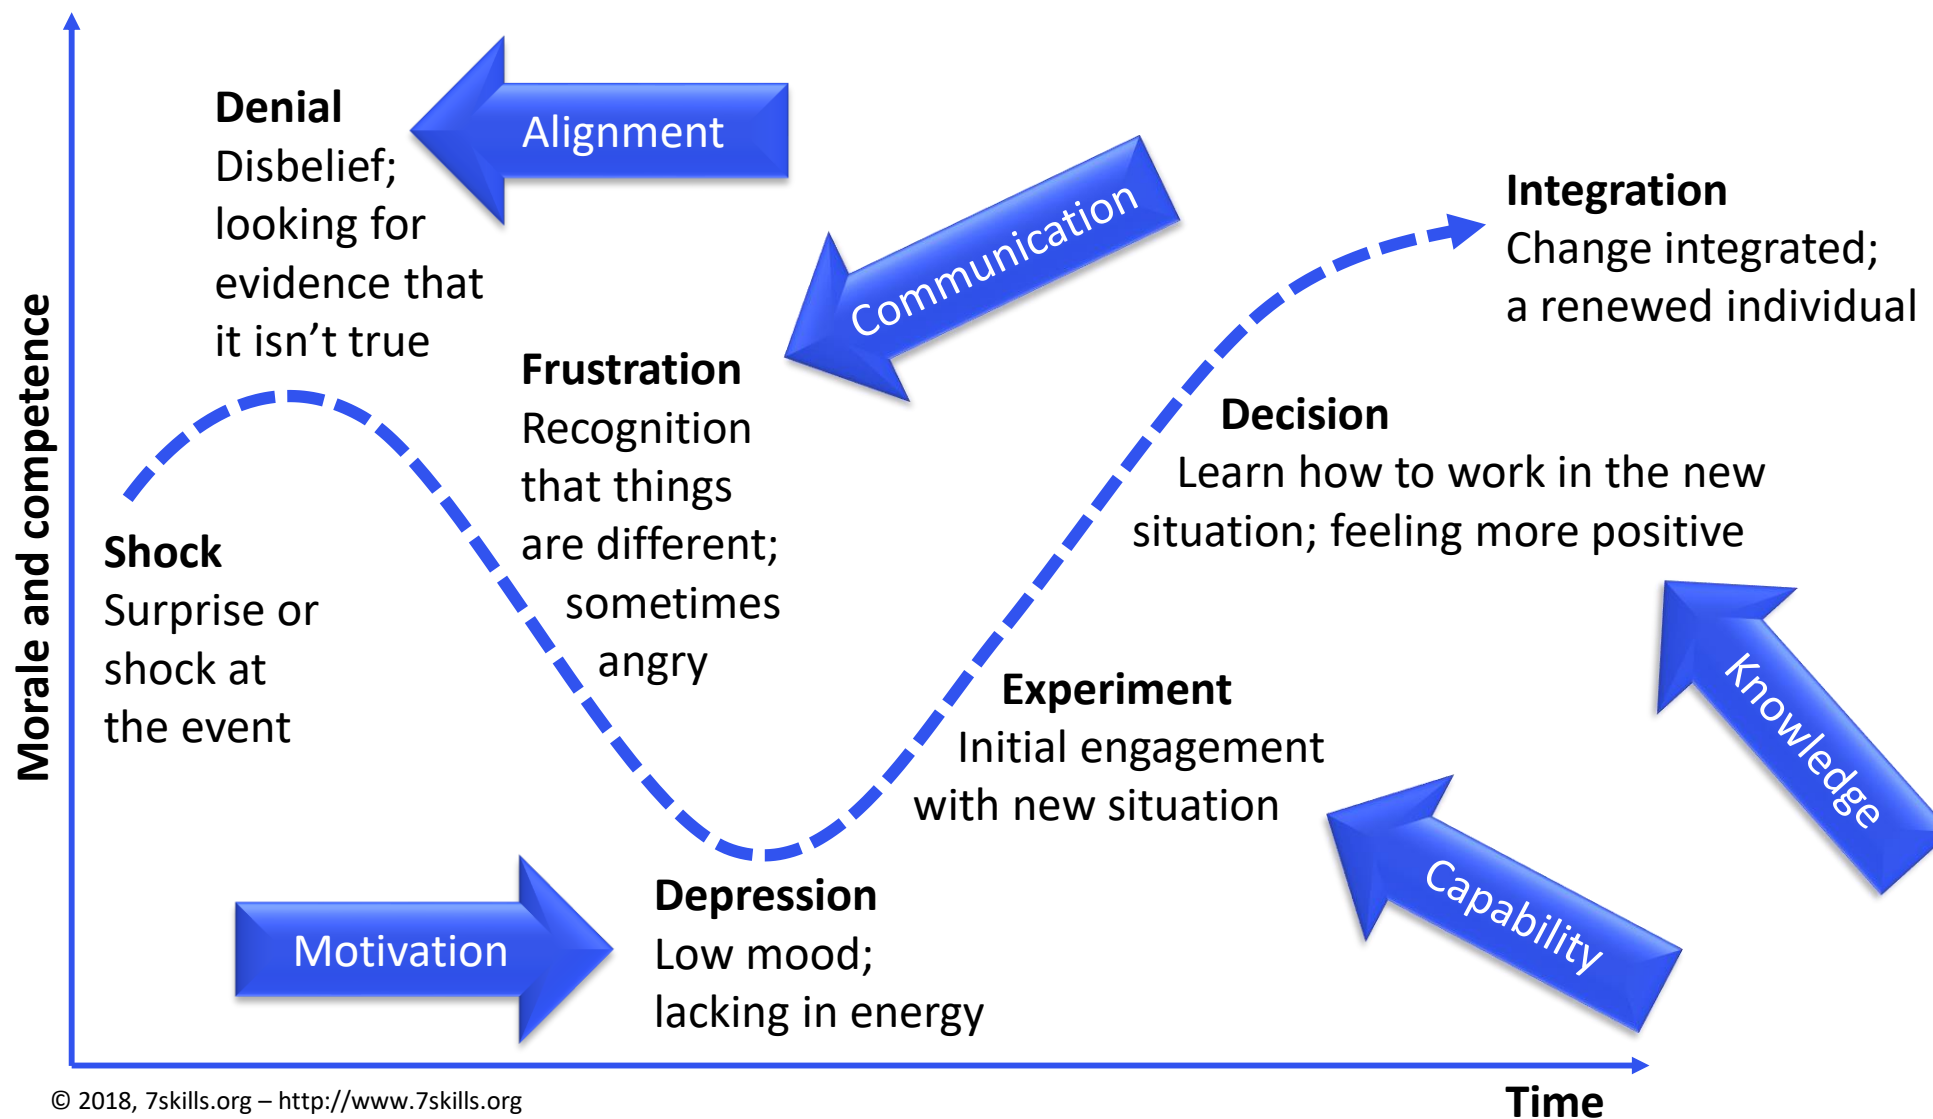 Morale and competence
Denial
Disbelief;
looking for
evidence that
it isn’t true
Alignment
Communication
Integration
Change integrated;
a renewed individual
Frustration
Recognition
that things
are different;
sometimes
angry
Decision
Learn how to work in the new
situation; feeling more positive
Shock
Surprise or
shock at
the event
Experiment
Initial engagement
with new situation
Knowledge
Capability
Motivation
Depression
Low mood;
lacking in energy
Time
© 2018, 7skills.org – http://www.7skills.org